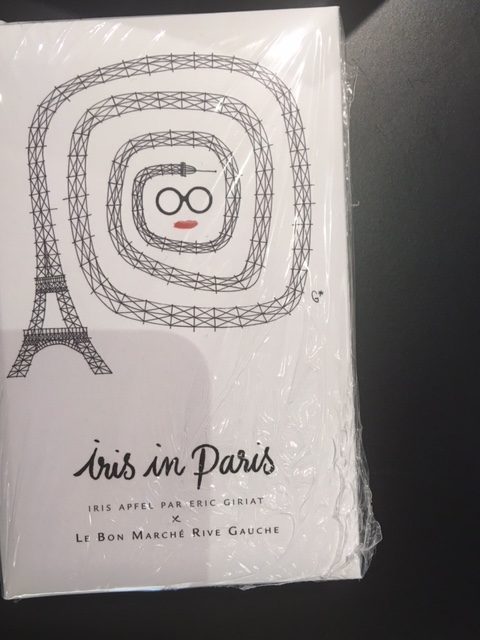 iris in Paris
IRIS APFEL PAR ERIC GIRIAT
x
LE BON MARCHÉ RIVE GAUCHE